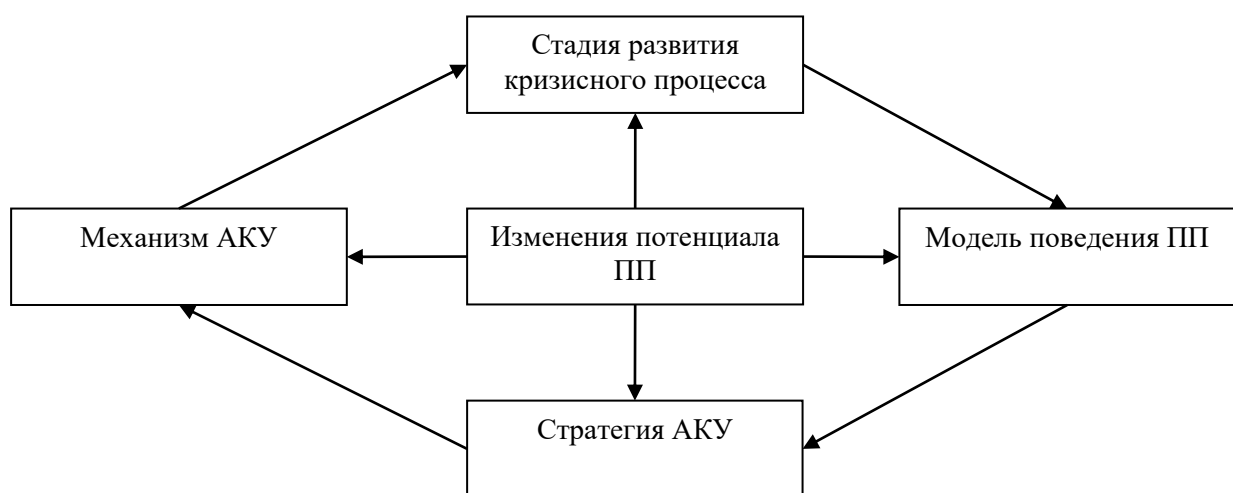 Стадия развития
кризисного процесса
Механизм АКУ
Изменения потенциала
ПП
Модель поведения ПП
Стратегия АКУ